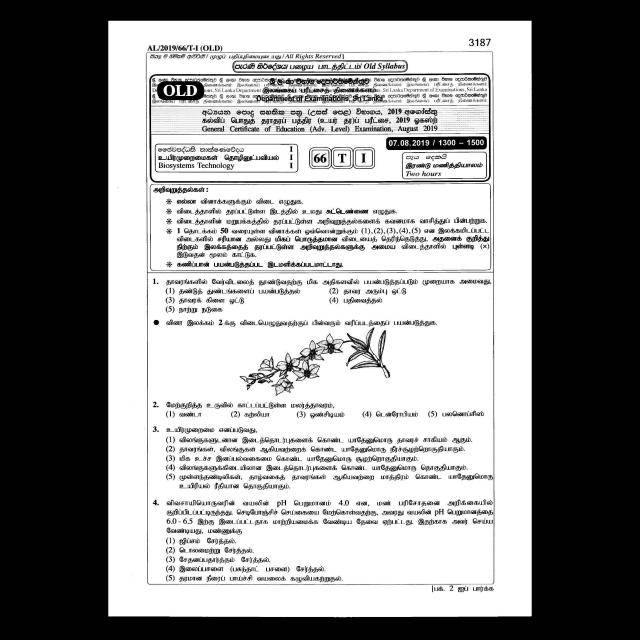 3187
AL/2019/66/T-I (OLD)
முழுப் பதிப்புரிமையுடையது / All Rights Reserved]
(පැරණි නිර්දේශය/பழைய பாடத்திட்டம்/ Old Syllabus
OLD
ශ්‍රී ලංකා විභාග දෙපාර්තමේන්තුව
இலங்கைப் பரீட்சைத் திணைக்களம்
Department of Examinations, Sri Lanka
අධ්‍යයන පොදු සහතික පත්‍ර (උසස් පෙළ) විභාගය, 2019 අගෝස්තු
கல்விப் பொதுத் தராதரப் பத்திர (உயர் தர)ப் பரீட்சை, 2019 ஓகஸ்ற்
General Certificate of Education (Adv. Level) Examination, August 2019
07.08.2019 / 1300 - 1500
ජෛවපද්ධති තාක්ෂණවේදය I
உயிர்முறைமைகள் தொழினுட்பவியல் I
Biosystems Technology I
66 T I
පැය දෙකයි
இரண்டு மணித்தியாலம்
Two hours
அறிவுறுத்தல்கள் :
※ எல்லா வினாக்களுக்கும் விடை எழுதுக.
※ விடைத்தாளில் தரப்பட்டுள்ள இடத்தில் உமது சுட்டெண்ணை எழுதுக.
※ விடைத்தாளின் மறுபக்கத்தில் தரப்பட்டுள்ள அறிவுறுத்தல்களைக் கவனமாக வாசித்துப் பின்பற்றுக.
※ 1 தொடக்கம் 50 வரையுள்ள வினாக்கள் ஒவ்வொன்றுக்கும் (1),(2),(3),(4),(5) என இலக்கமிடப்பட்ட
விடைகளில் சரியான அல்லது மிகப் பொருத்தமான விடையைத் தெரிந்தெடுத்து, அதனைக் குறித்து
நிற்கும் இலக்கத்தைத் தரப்பட்டுள்ள அறிவுறுத்தல்களுக்கு அமைய விடைத்தாளில் புள்ளடி (×)
இடுவதன் மூலம் காட்டுக.
※ கணிப்பான் பயன்படுத்தப்பட இடமளிக்கப்படமாட்டாது.
1. தாவரங்களில் வேர்விடலைத் தூண்டுவதற்கு மிக அதிகளவில் பயன்படுத்தப்படும் முறையாக அமைவது,
(1) தண்டுத் துண்டங்களைப் பயன்படுத்தல் (2) தாவர அரும்பு ஒட்டு
(3) தாவரக் கிளை ஒட்டு (4) பதிவைத்தல்
(5) நாற்று நடுகை
● வினா இலக்கம் 2 க்கு விடையெழுதுவதற்குப் பின்வரும் வரிப்படத்தைப் பயன்படுத்துக.
2. மேற்குறித்த உருவில் காட்டப்பட்டுள்ள மலர்த்தாவரம்,
(1) வண்டா (2) கற்லியா (3) ஒன்சிடியம் (4) டென்ரோபியம் (5) பலனொப்சிஸ்
3. உயிர்முறைமை எனப்படுவது,
(1) விலங்குகளுடனான இடைத்தொடர்புகளைக் கொண்ட யாதேனுமொரு தாவரச் சாகியம் ஆகும்.
(2) தாவரங்கள், விலங்குகள் ஆகியவற்றைக் கொண்ட யாதேனுமொரு நீர்ச்சூழற்றொகுதியாகும்.
(3) மிக உச்ச இனப்பல்வகைமை கொண்ட யாதேனுமொரு சூழற்றொகுதியாகும்.
(4) விலங்குகளுக்கிடையிலான இடைத்தொடர்புகளைக் கொண்ட யாதேனுமொரு தொகுதியாகும்.
(5) முள்ளந்தண்டிலிகள், தாழ்வகைத் தாவரங்கள் ஆகியவற்றை மாத்திரம் கொண்ட யாதேனுமொரு
உயிரியல் ரீதியான தொகுதியாகும்.
4. விவசாயியொருவரின் வயலின் pH பெறுமானம் 4.0 என, மண் பரிசோதனை அறிக்கையில்
குறிப்பிடப்பட்டிருந்தது. செடிபோஞ்சிச் செய்கையை மேற்கொள்வதற்கு, அவரது வயலின் pH பெறுமானத்தை
6.0 - 6.5 இற்கு இடைப்பட்டதாக மாற்றியமைக்க வேண்டிய தேவை ஏற்பட்டது. இதற்காக அவர் செய்ய
வேண்டியது, மண்ணுக்கு
(1) ஜிப்சம் சேர்த்தல்.
(2) டொலமைற்று சேர்த்தல்.
(3) சேதனப்பதார்த்தம் சேர்த்தல்.
(4) இலைப்பசளை (பசுந்தாட் பசளை) சேர்த்தல்.
(5) தரமான நீரைப் பாய்ச்சி வயலைக் கழுவியகற்றுதல்.
[பக். 2 ஐப் பார்க்க